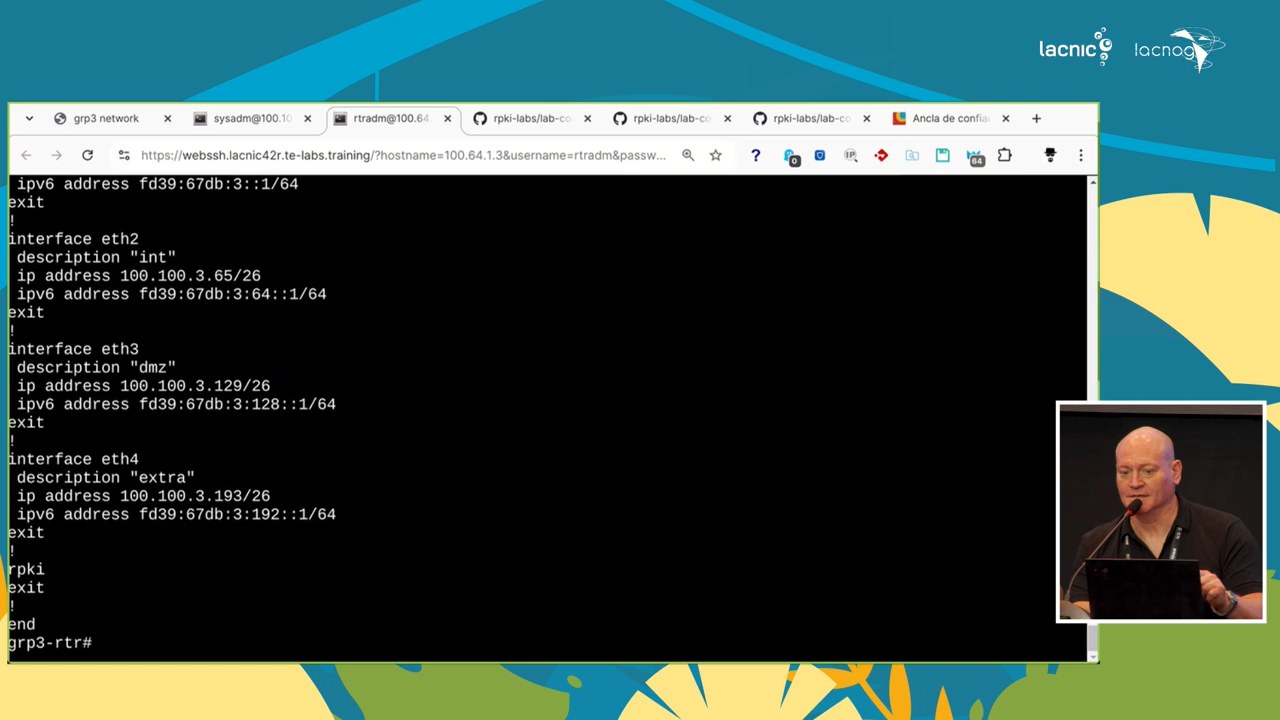 lacnic
lacnog
grp3 network
sysadm@100.10
rtradm@100.64.
rpki-labs/lab-co
rpki-labs/lab-co
rpki-labs/lab-co
Ancla de confia
https://webssh.lacnic42r.te-labs.training/?hostname=100.64.1.3&username=rtradm&passw...
?
0
IP
64
ipv6 address fd39:67db:3::1/64
exit
!
interface eth2
description "int"
ip address 100.100.3.65/26
ipv6 address fd39:67db:3:64::1/64
exit
!
interface eth3
description "dmz"
ip address 100.100.3.129/26
ipv6 address fd39:67db:3:128::1/64
exit
!
interface eth4
description "extra"
ip address 100.100.3.193/26
ipv6 address fd39:67db:3:192::1/64
exit
!
rpki
exit
!
end
grp3-rtr#